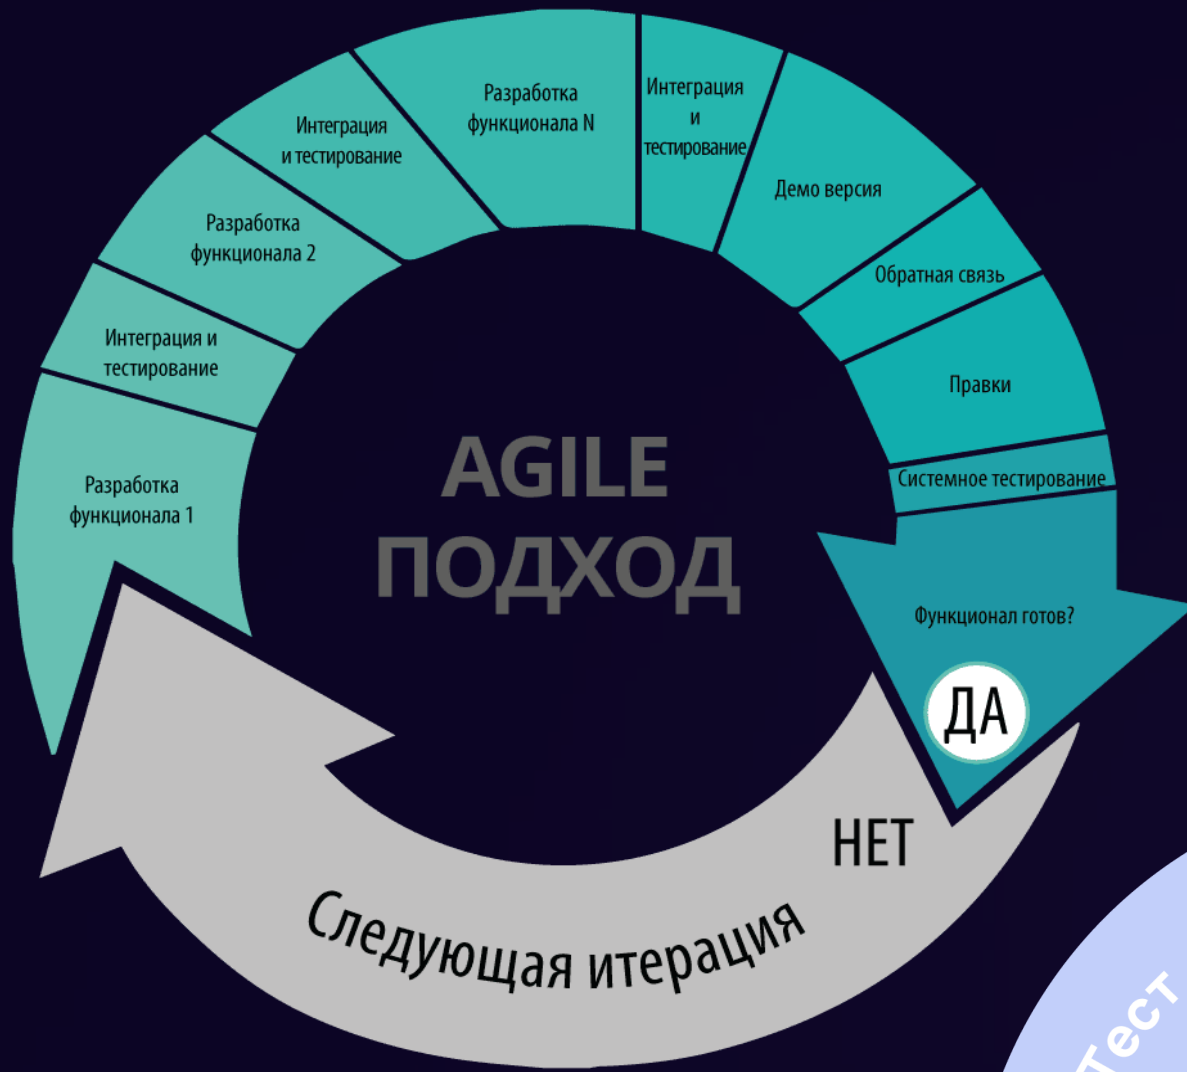 Разработка
функционала 1
Интеграция и
тестирование
Разработка
функционала 2
Интеграция
и тестирование
Разработка
функционала N
Интеграция
и
тестирование
Демо версия
Обратная связь
Правки
Системное тестирование
Функционал готов?
ДА
НЕТ
Следующая итерация
AGILE
ПОДХОД
Тест